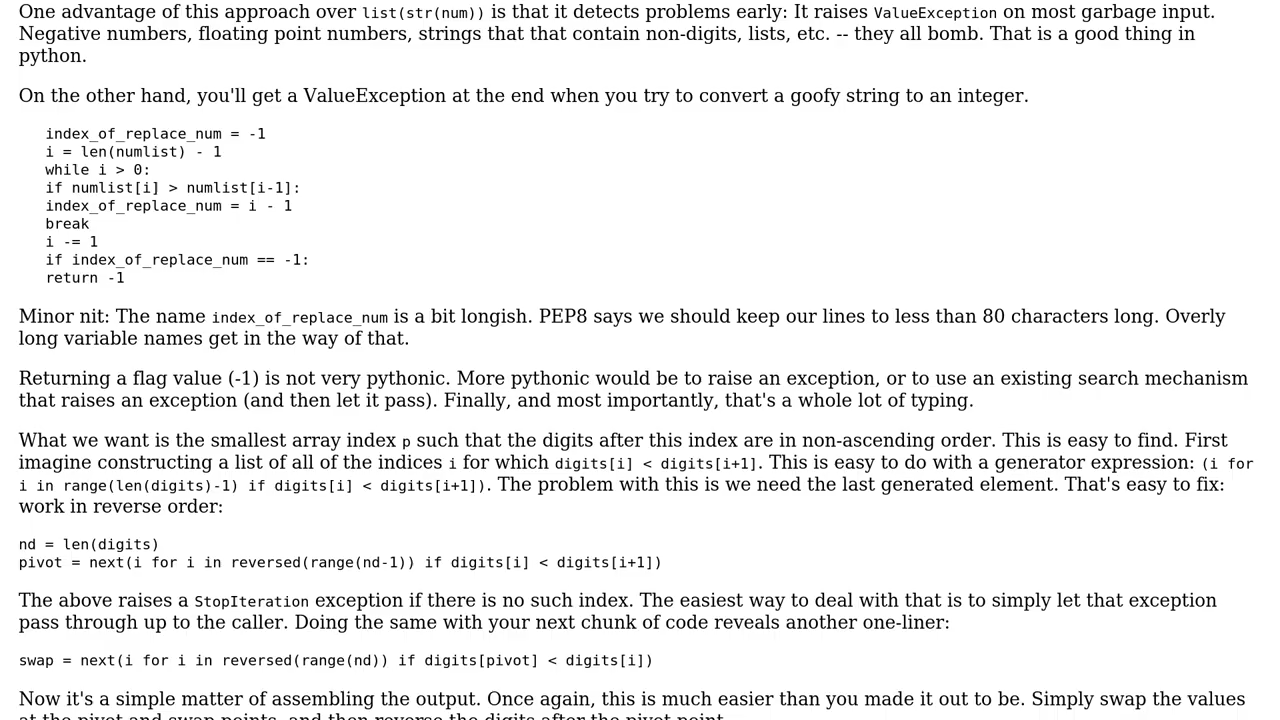 One advantage of this approach over list(str(num)) is that it detects problems early: It raises ValueException on most garbage input.
Negative numbers, floating point numbers, strings that that contain non-digits, lists, etc. -- they all bomb. That is a good thing in
python.
On the other hand, you'll get a ValueException at the end when you try to convert a goofy string to an integer.
index_of_replace_num = -1
i = len(numlist) - 1
while i > 0:
if numlist[i] > numlist[i-1]:
index_of_replace_num = i - 1
break
i -= 1
if index_of_replace_num == -1:
return -1
Minor nit: The name index_of_replace_num is a bit longish. PEP8 says we should keep our lines to less than 80 characters long. Overly
long variable names get in the way of that.
Returning a flag value (-1) is not very pythonic. More pythonic would be to raise an exception, or to use an existing search mechanism
that raises an exception (and then let it pass). Finally, and most importantly, that's a whole lot of typing.
What we want is the smallest array index p such that the digits after this index are in non-ascending order. This is easy to find. First
imagine constructing a list of all of the indices i for which digits[i] < digits[i+1]. This is easy to do with a generator expression: (i for
i in range(len(digits)-1) if digits[i] < digits[i+1]). The problem with this is we need the last generated element. That's easy to fix:
work in reverse order:
nd = len(digits)
pivot = next(i for i in reversed(range(nd-1)) if digits[i] < digits[i+1])
The above raises a StopIteration exception if there is no such index. The easiest way to deal with that is to simply let that exception
pass through up to the caller. Doing the same with your next chunk of code reveals another one-liner:
swap = next(i for i in reversed(range(nd)) if digits[pivot] < digits[i])
Now it's a simple matter of assembling the output. Once again, this is much easier than you made it out to be. Simply swap the values
at the pivot and swap points, and then reverse the digits after the pivot point.